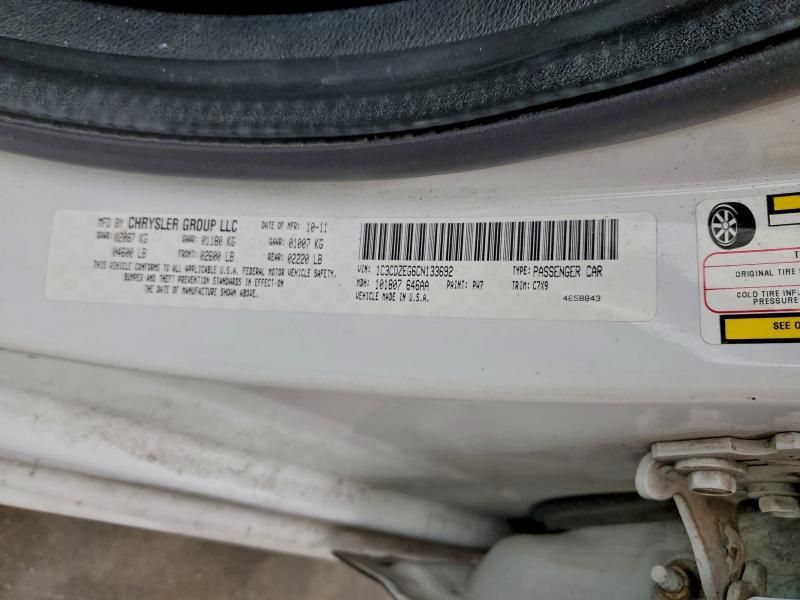 MFD BY CHRYSLER GROUP LLC DATE OF MFR: 10-11
GVWR: 02087 KG GAWR: 01180 KG GAWR: 01007 KG
04600 LB FRONT: 02600 LB REAR: 02220 LB
THIS VEHICLE CONFORMS TO ALL APPLICABLE U.S.A. FEDERAL MOTOR VEHICLE SAFETY,
BUMPER AND THEFT PREVENTION STANDARDS IN EFFECT ON
THE DATE OF MANUFACTURE SHOWN ABOVE.
VIN: 1C3CDZEG6CN133692 TYPE: PASSENGER CAR
MDH: 101807 646AA PAINT: PW7 TRIM: C7X9
VEHICLE MADE IN U.S.A. 4658843
ORIGINAL TIRE
COLD TIRE INFL
PRESSURE
SEE